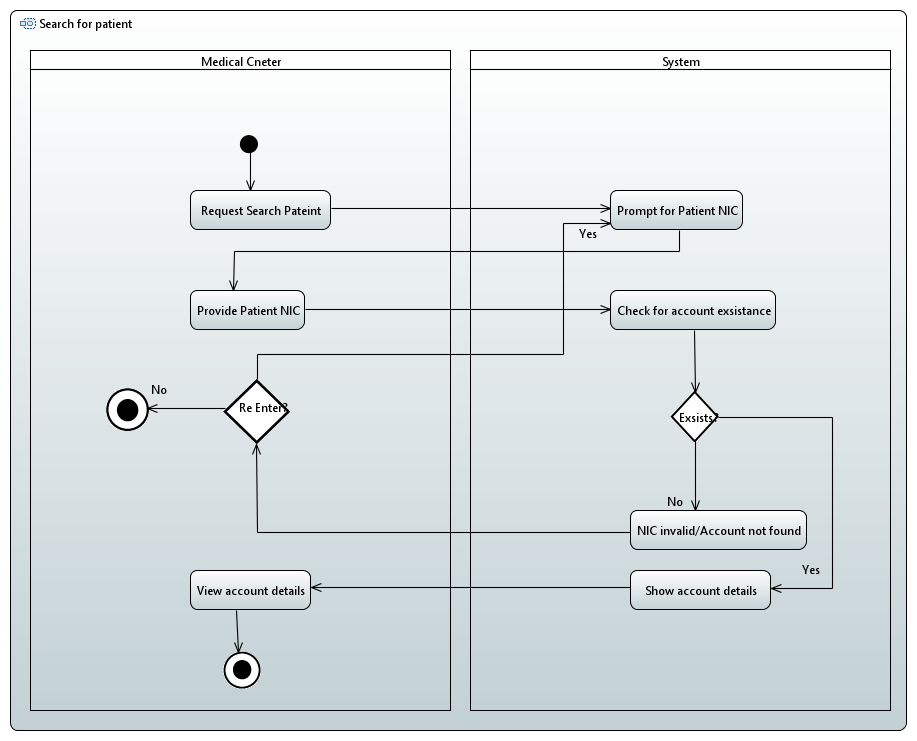 Search for patient
Medical Cneter
System
Request Search Pateint
Prompt for Patient NIC
Yes
Provide Patient NIC
Check for account exsistance
No
Re Enter?
Exsists?
No
NIC invalid/Account not found
Yes
View account details
Show account details